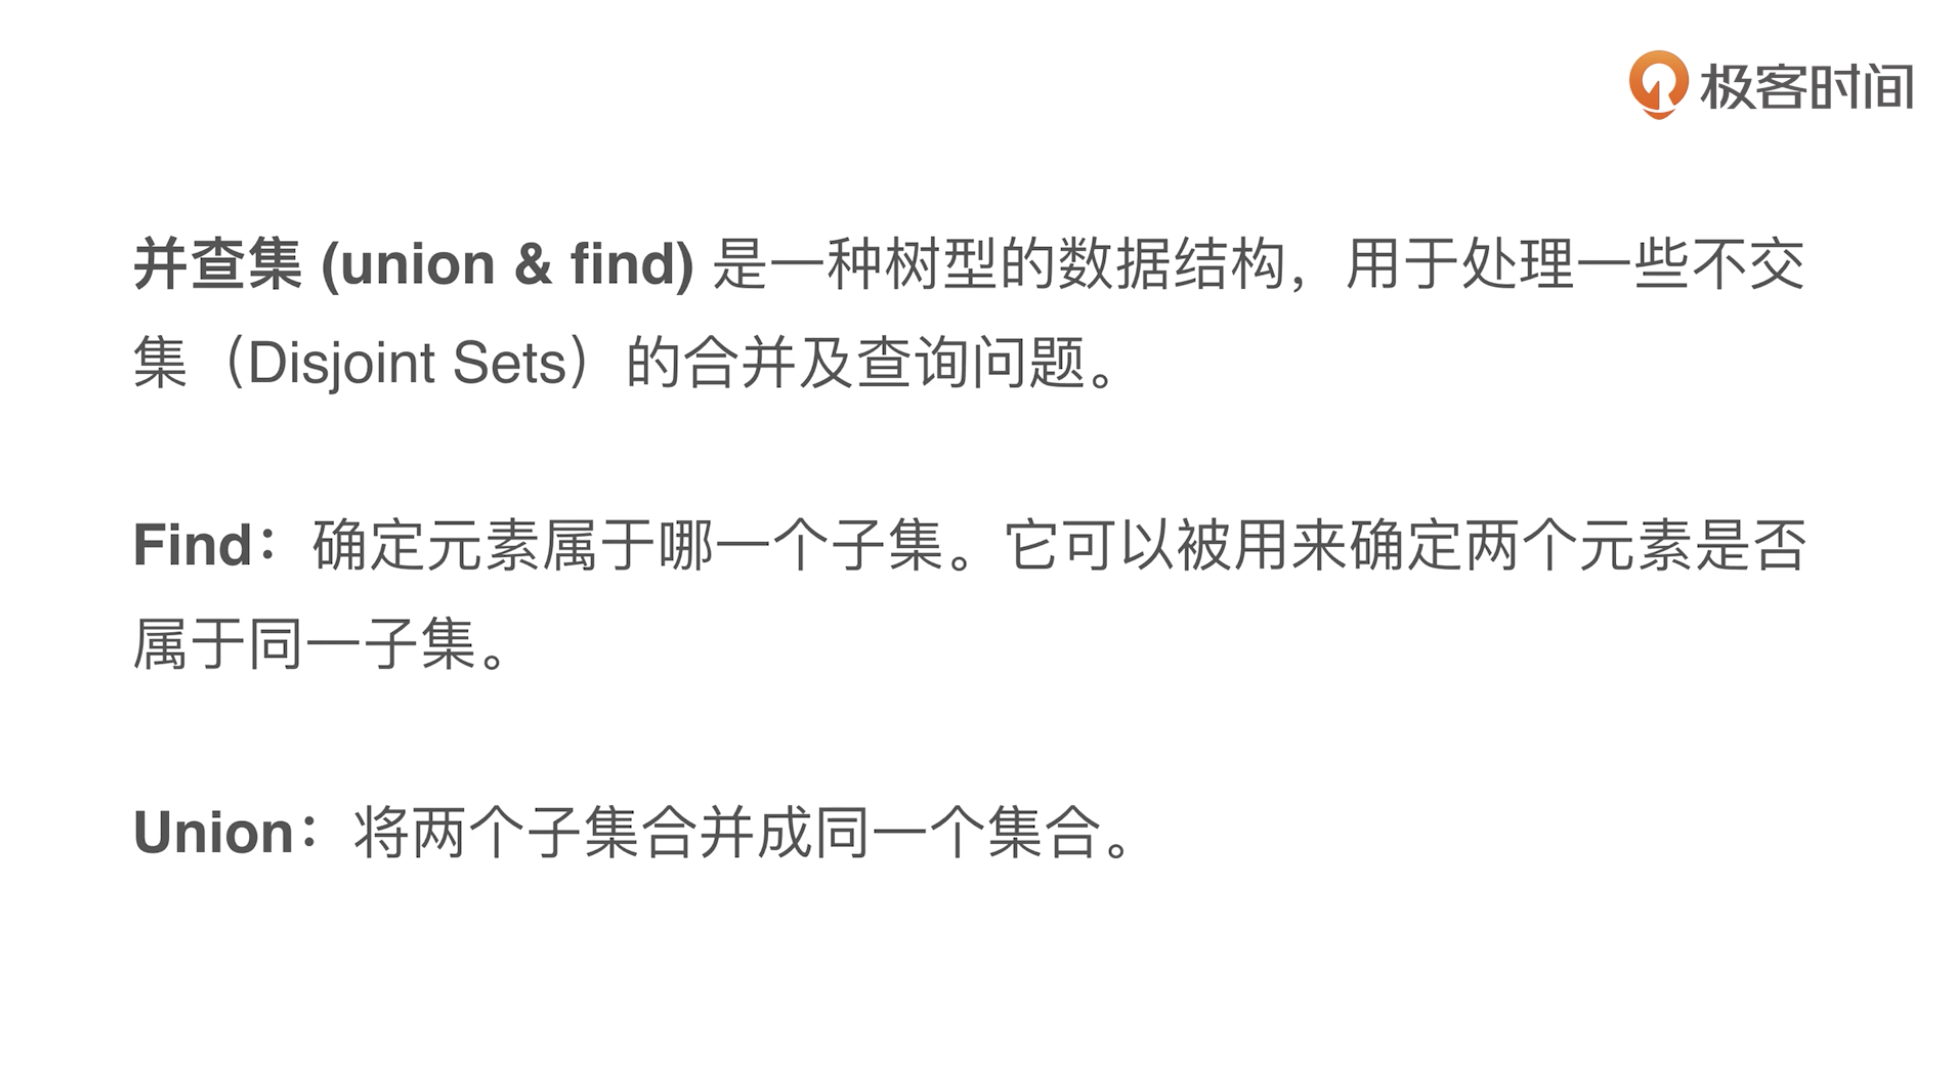 极客时间
并查集 (union & find) 是一种树型的数据结构，用于处理一些不交
集（Disjoint Sets）的合并及查询问题。
Find：确定元素属于哪一个子集。它可以被用来确定两个元素是否
属于同一子集。
Union：将两个子集合并成同一个集合。